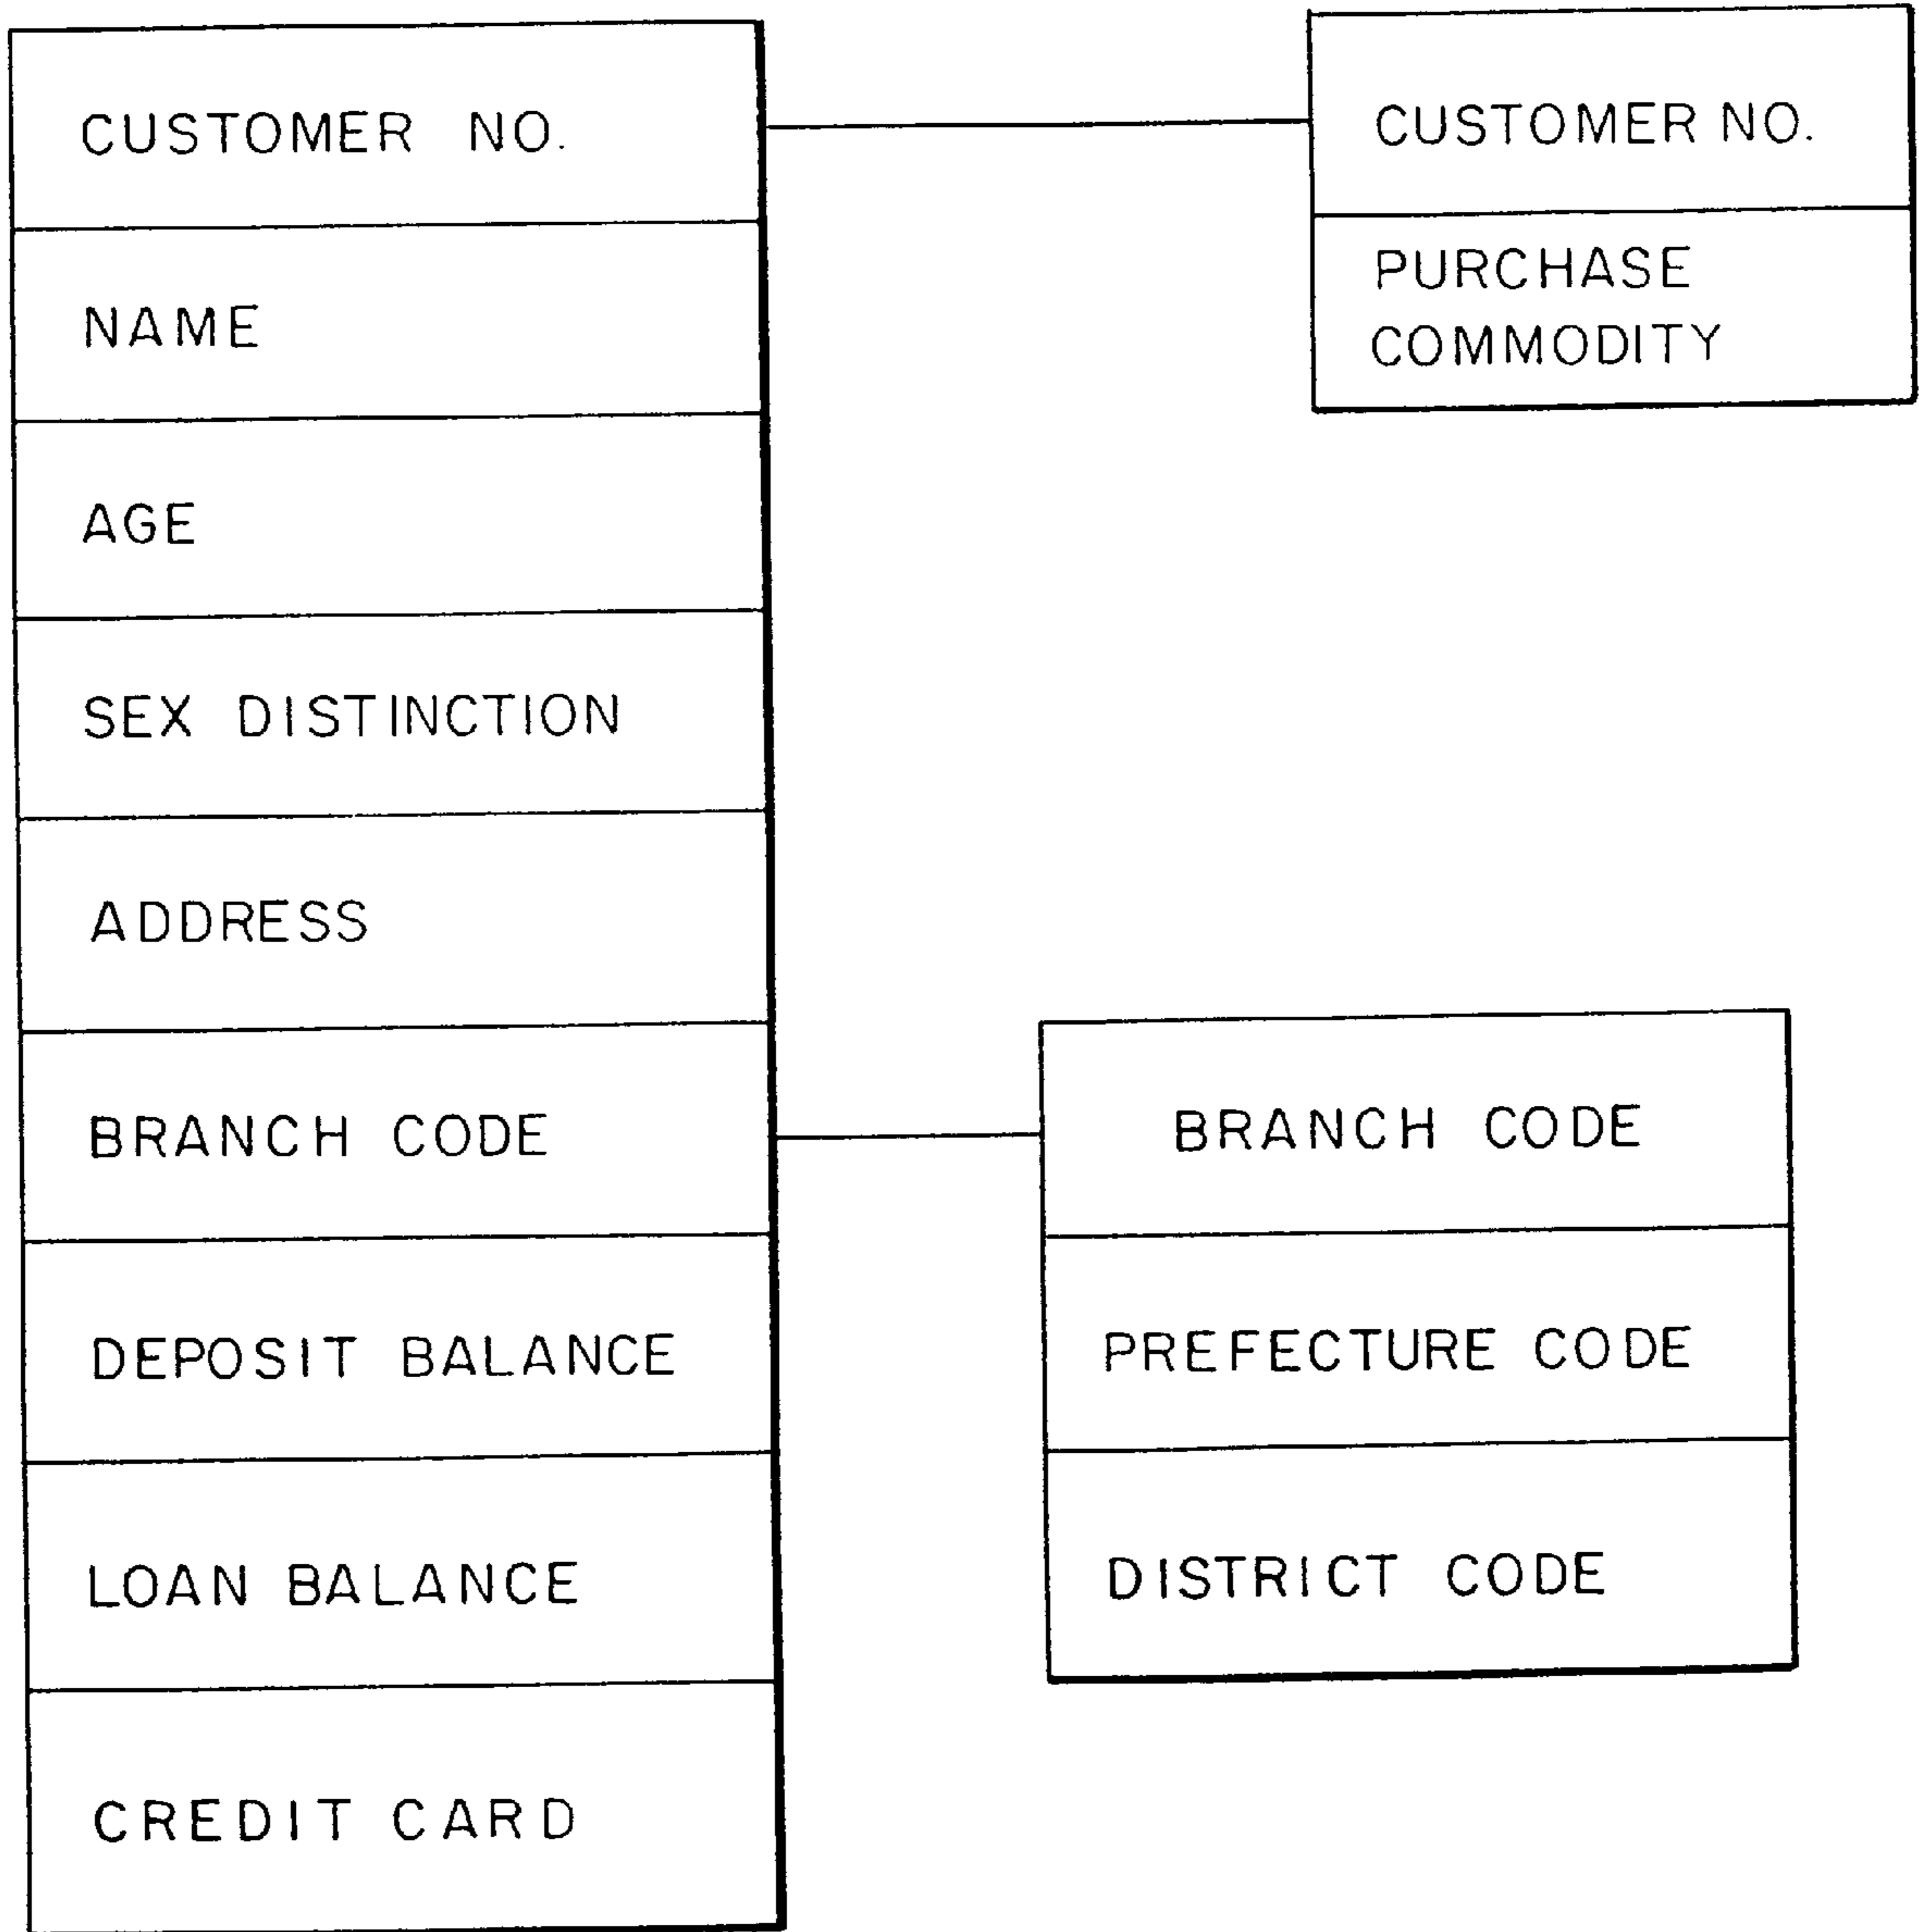 CUSTOMER NO.
NAME
AGE
SEX DISTINCTION
ADDRESS
BRANCH CODE
DEPOSIT BALANCE
LOAN BALANCE
CREDIT CARD
CUSTOMER NO.
PURCHASE
COMMODITY
BRANCH CODE
PREFECTURE CODE
DISTRICT CODE